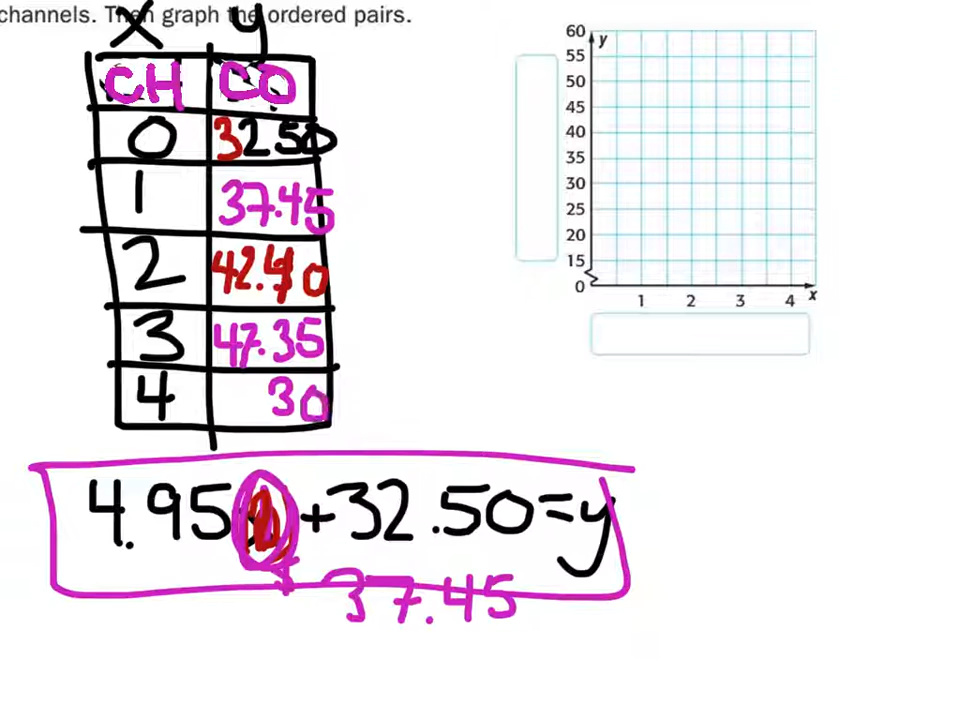 channels. Then graph the ordered pairs.
x y
CH CO
0 32.50
1 37.45
2 42.40
3 47.35
4 30
60 y
55
50
45
40
35
30
25
20
15
0
1 2 3 4 x
4.95 +32.50=y
37.45